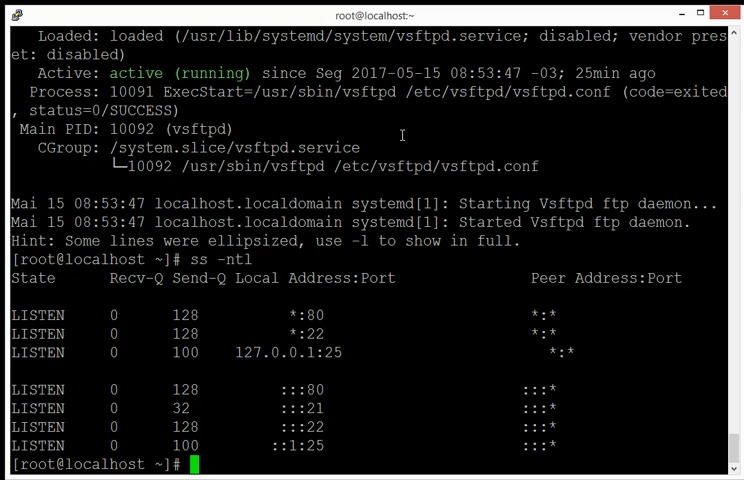 root@localhost:~
Loaded: loaded (/usr/lib/systemd/system/vsftpd.service; disabled; vendor pres
et: disabled)
Active: active (running) since Seg 2017-05-15 08:53:47 -03; 25min ago
Process: 10091 ExecStart=/usr/sbin/vsftpd /etc/vsftpd/vsftpd.conf (code=exited
, status=0/SUCCESS)
Main PID: 10092 (vsftpd)
CGroup: /system.slice/vsftpd.service
└─10092 /usr/sbin/vsftpd /etc/vsftpd/vsftpd.conf
Mai 15 08:53:47 localhost.localdomain systemd[1]: Starting Vsftpd ftp daemon...
Mai 15 08:53:47 localhost.localdomain systemd[1]: Started Vsftpd ftp daemon.
Hint: Some lines were ellipsized, use -l to show in full.
[root@localhost ~]# ss -ntl
State Recv-Q Send-Q Local Address:Port Peer Address:Port
LISTEN 0 128 *:80 *:*
LISTEN 0 128 *:22 *:*
LISTEN 0 100 127.0.0.1:25 *:*
LISTEN 0 128 :::80 :::*
LISTEN 0 32 :::21 :::*
LISTEN 0 128 :::22 :::*
LISTEN 0 100 ::1:25 :::*
[root@localhost ~]#